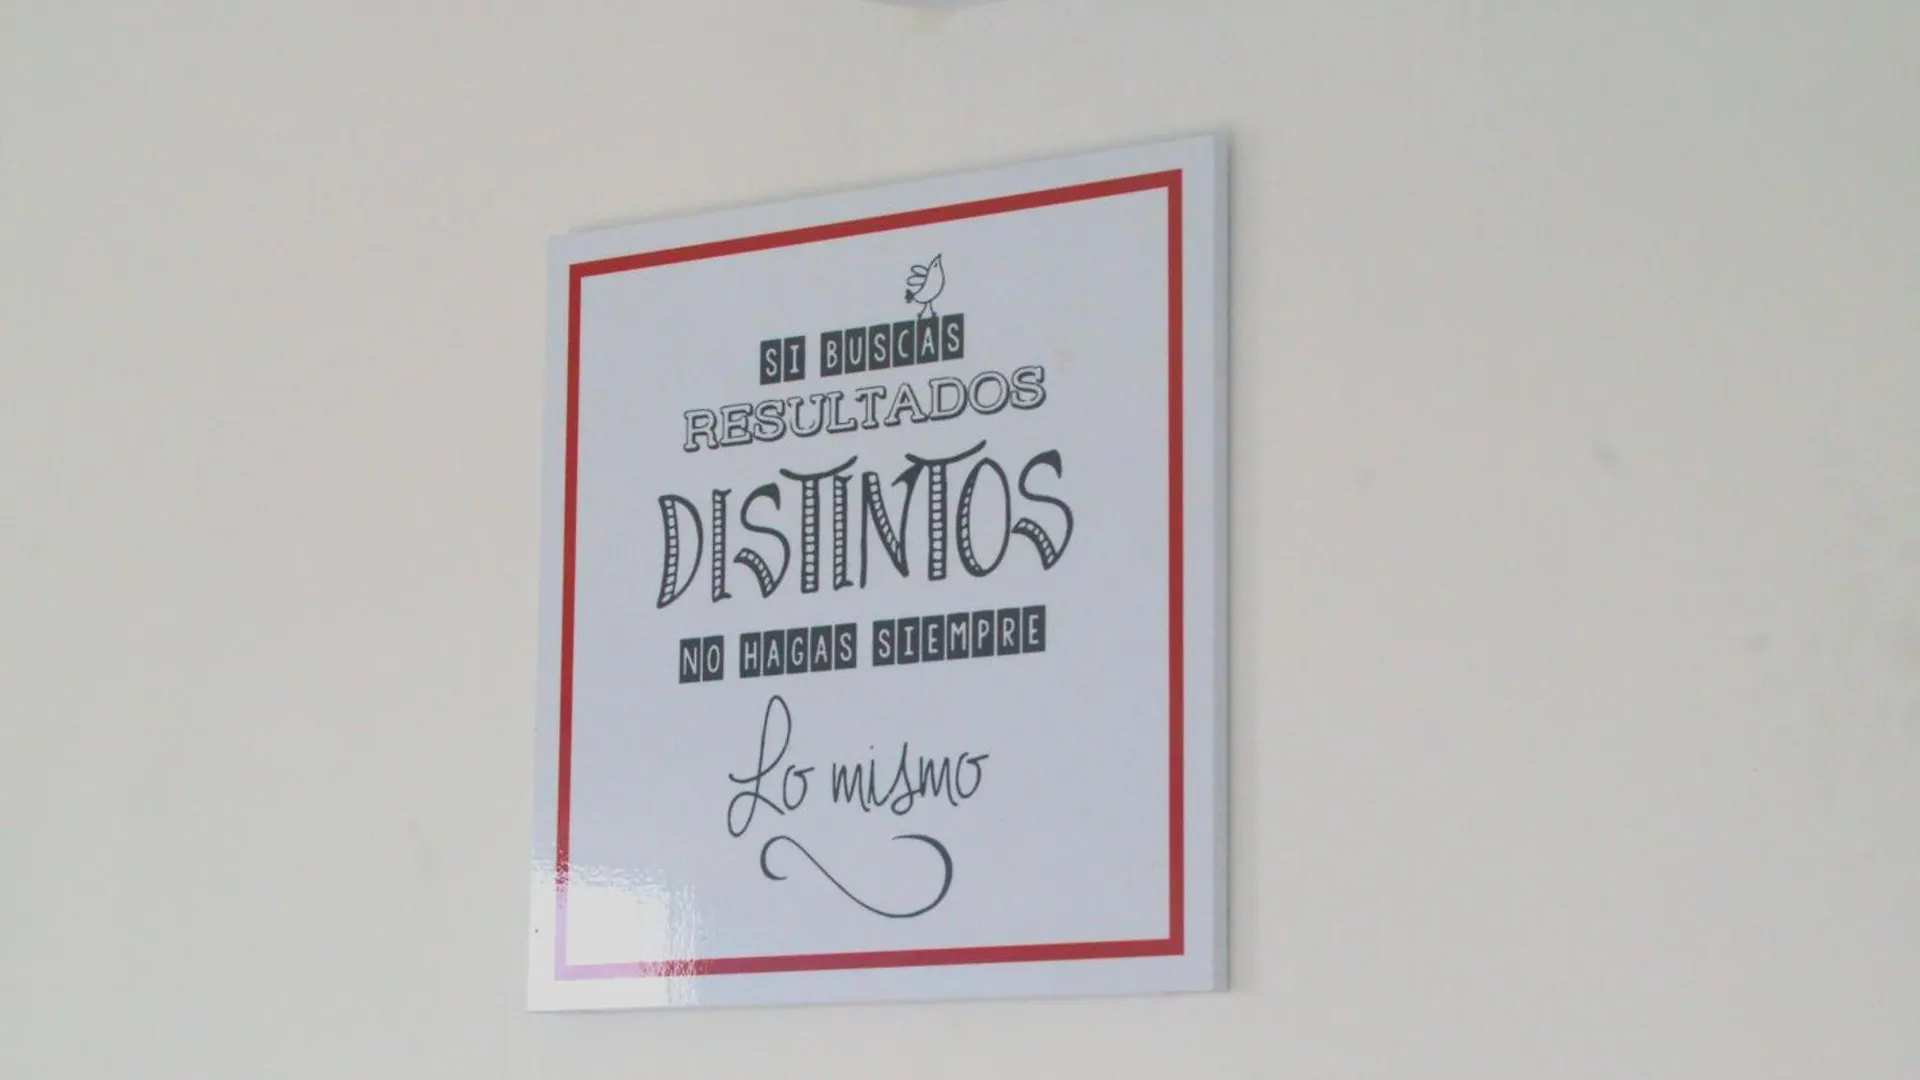 SI BUSCAS
RESULTADOS
DISTINTOS
NO HAGAS SIEMPRE
Lo mismo